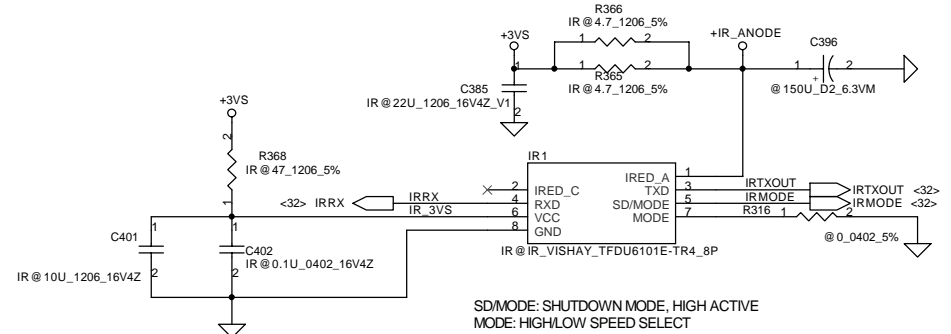 R366
IR@4.7_1206_5%
+3VS
1 2
+IR_ANODE
C396
1 2
+
@150U_D2_6.3VM
R365
1 2
IR@4.7_1206_5%
1
C385
IR@22U_1206_16V4Z_V1
2
+3VS
2
R368
IR@47_1206_5%
1
IR1
IRED_A 1
2 IRED_C
TXD 3 IRTXOUT IRTXOUT <32>
<32> IRRX IRRX 4 RXD
SD/MODE 5 IRMODE IRMODE <32>
IR_3VS 6 VCC
MODE 7 R316 1 2
8 GND
@0_0402_5%
IR@IR_VISHAY_TFDU6101E-TR4_8P
1 1
C401
C402
IR@10U_1206_16V4Z
2
IR@0.1U_0402_16V4Z
2
SD/MODE: SHUTDOWN MODE, HIGH ACTIVE
MODE: HIGH/LOW SPEED SELECT